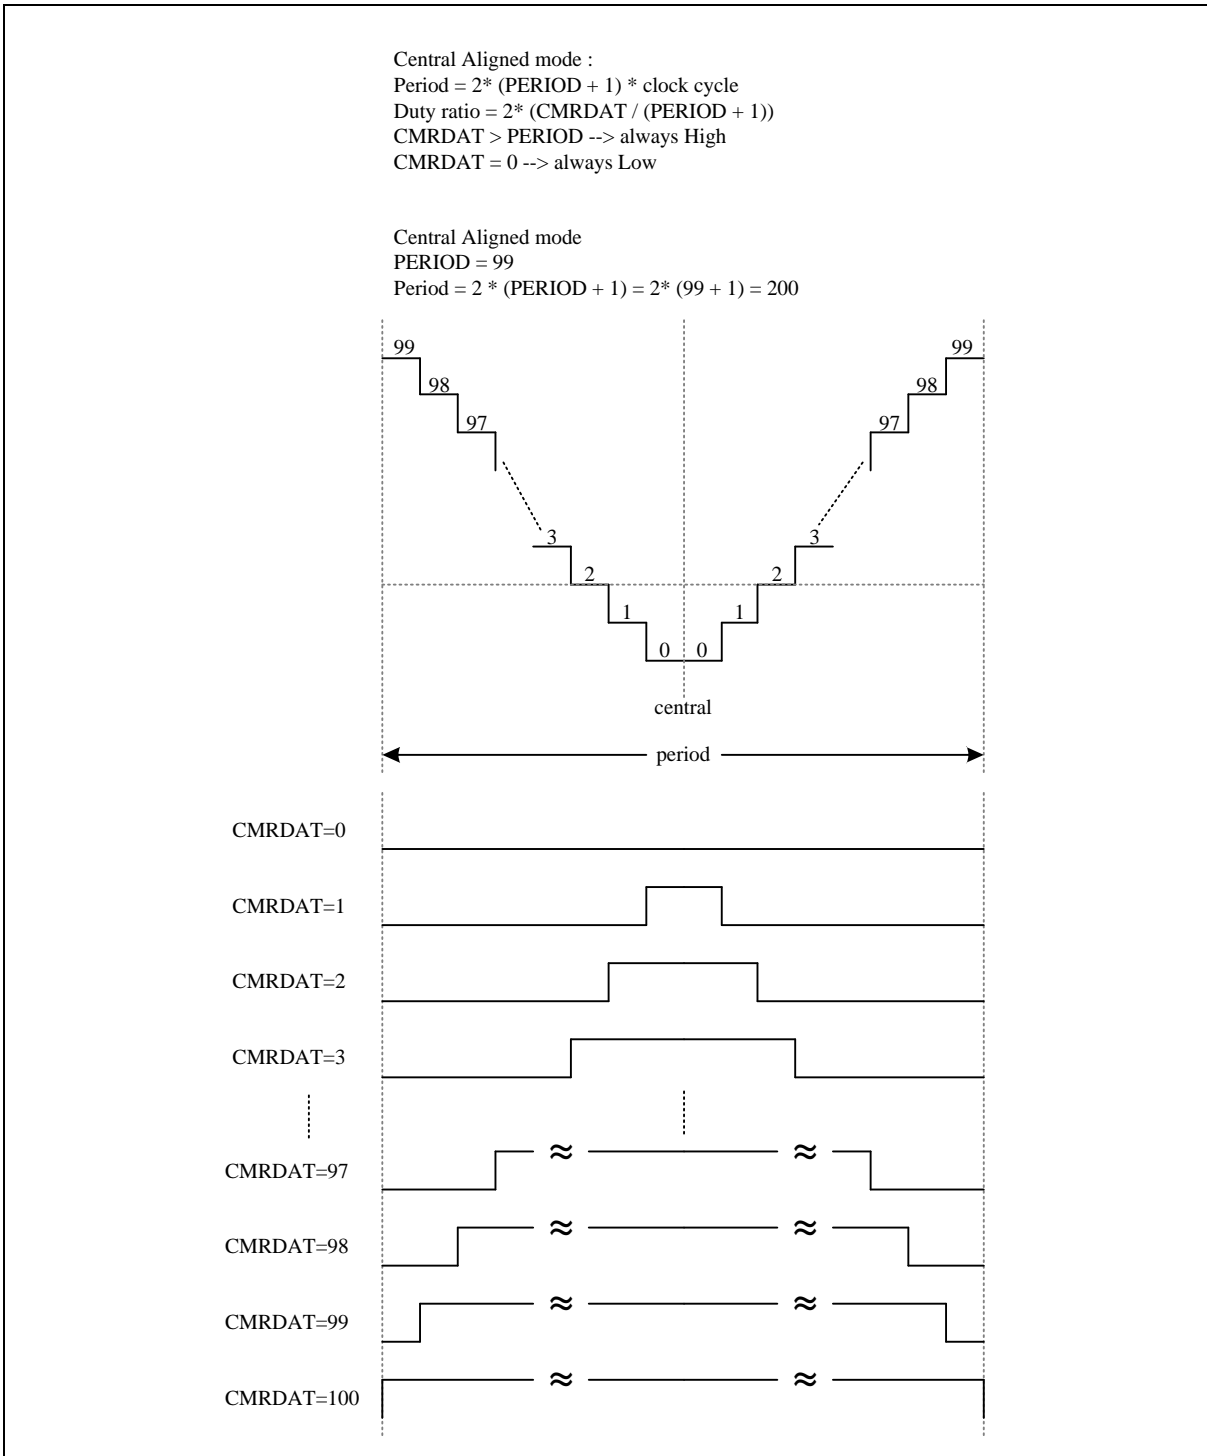 Central Aligned mode :
Period = 2* (PERIOD + 1) * clock cycle
Duty ratio = 2* (CMRDAT / (PERIOD + 1))
CMRDAT > PERIOD --> always High
CMRDAT = 0 --> always Low
Central Aligned mode
PERIOD = 99
Period = 2 * (PERIOD + 1) = 2* (99 + 1) = 200
99 99
98 98
97 97
3 3
2 2
1 1
0 0
central
period
CMRDAT=0
CMRDAT=1
CMRDAT=2
CMRDAT=3
CMRDAT=97
≈ ≈
CMRDAT=98
≈ ≈
CMRDAT=99
≈ ≈
CMRDAT=100
≈ ≈